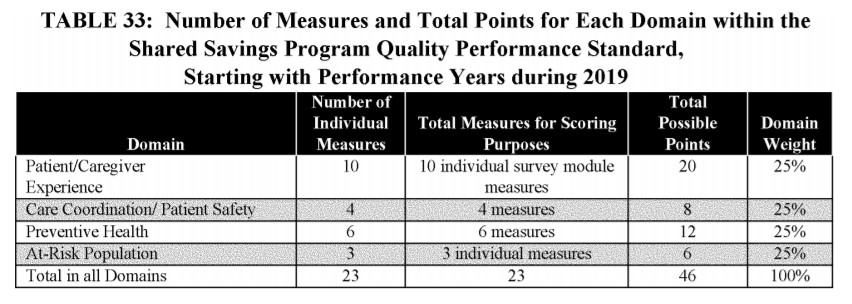 TABLE 33: Number of Measures and Total Points for Each Domain within the
Shared Savings Program Quality Performance Standard,
Starting with Performance Years during 2019
Domain
Number of
Individual
Measures
Total Measures for Scoring
Purposes
Total
Possible
Points
Domain
Weight
Patient/Caregiver
Experience
10
10 individual survey module
measures
20
25%
Care Coordination/ Patient Safety
4
4 measures
8
25%
Preventive Health
6
6 measures
12
25%
At-Risk Population
3
3 individual measures
6
25%
Total in all Domains
23
23
46
100%